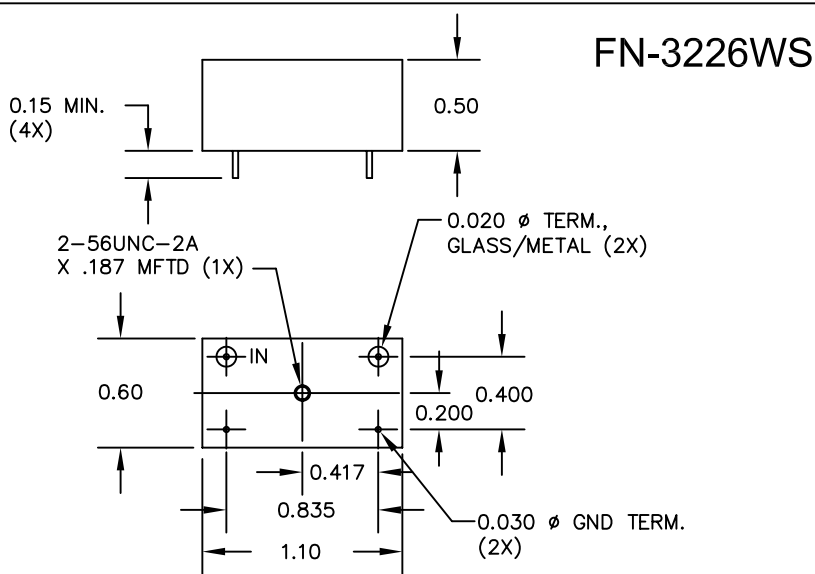 FN-3226WS
0.15 MIN.
(4X)
0.50
2-56UNC-2A
X .187 MFTD (1X)
0.020 ø TERM.,
GLASS/METAL (2X)
IN
0.60
0.400
0.200
0.417
0.835
0.030 ø GND TERM.
(2X)
1.10